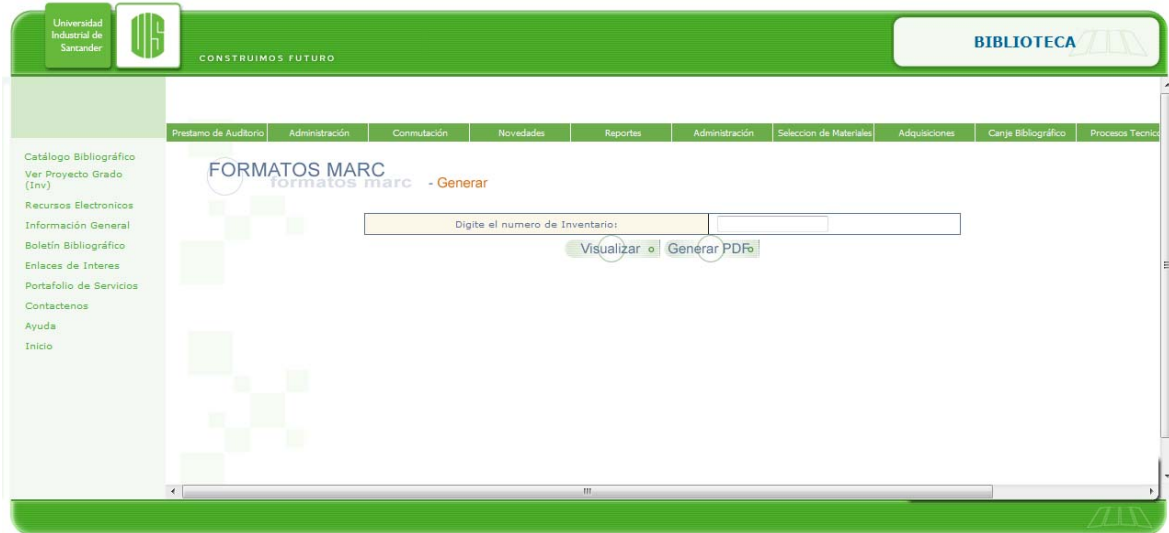 Universidad
Industrial de
Santander
UIS
CONSTRUIMOS FUTURO
BIBLIOTECA
Prestamo de Auditorio Administración Conmutación Novedades Reportes Administración Seleccion de Materiales Adquisiciones Canje Bibliográfico Procesos Tecnico
Catálogo Bibliográfico
Ver Proyecto Grado
(Inv)
Recursos Electronicos
Información General
Boletín Bibliográfico
Enlaces de Interes
Portafolio de Servicios
Contactenos
Ayuda
Inicio
FORMATOS MARC
formatos marc - Generar
Digite el numero de Inventario:
Visualizar Generar PDF